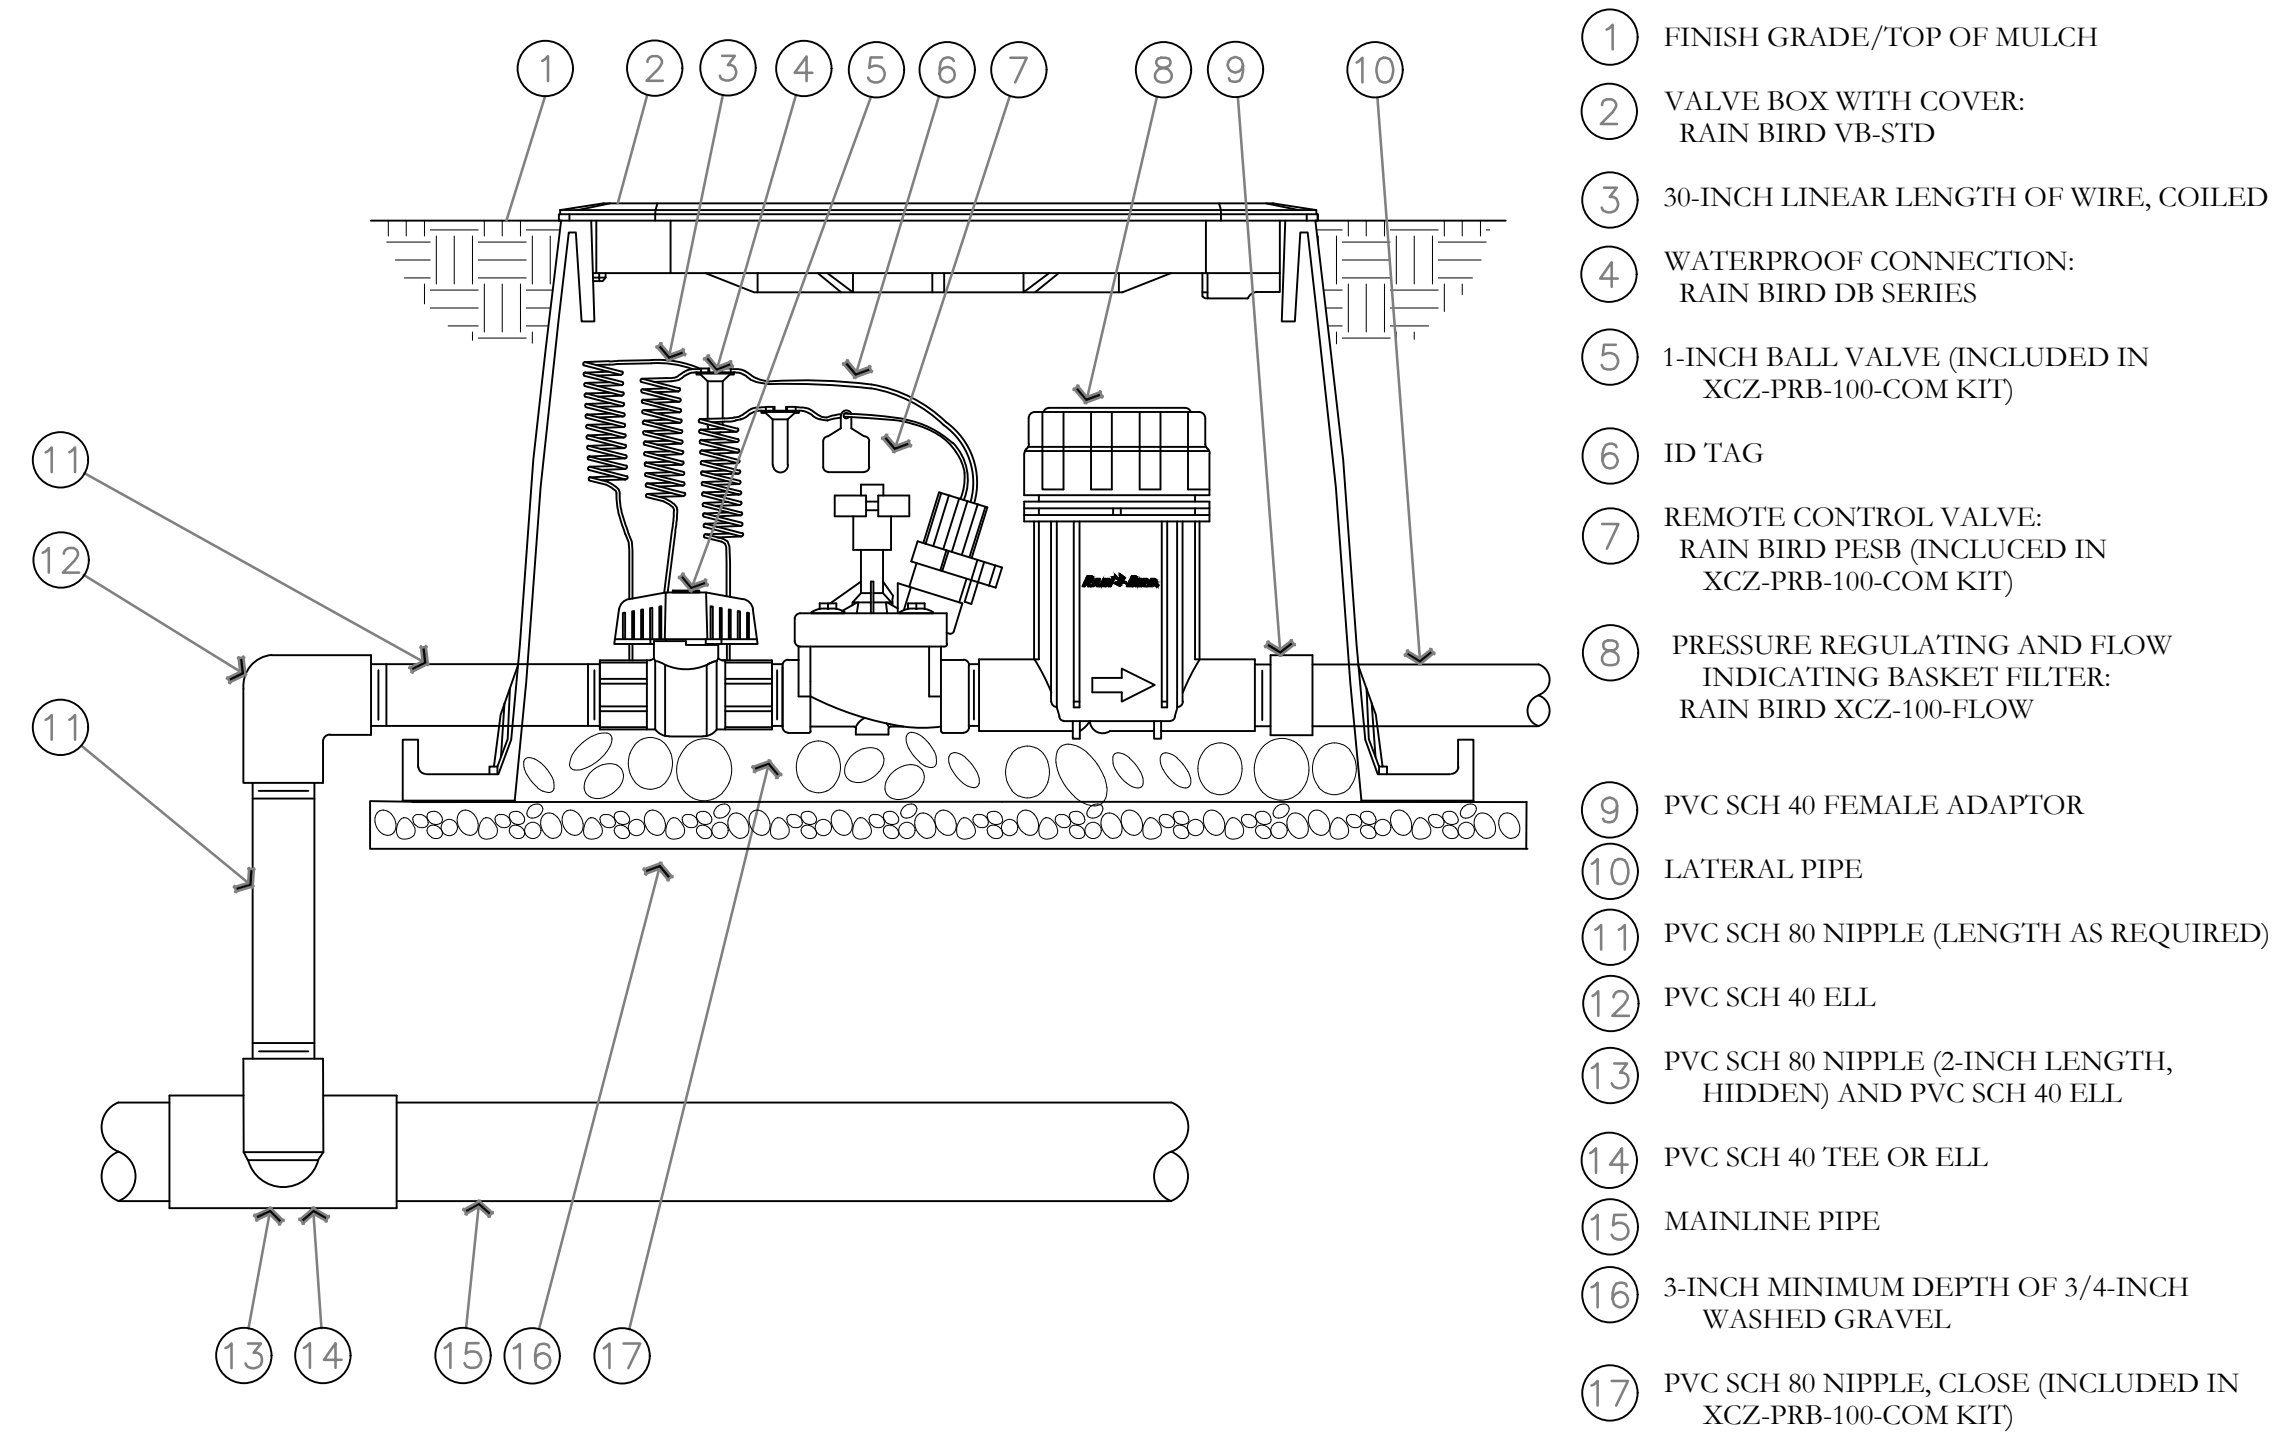 1 2 3 4 5 6 7 8 9 10
11
12
11
13 14 15 16 17
RAIN BIRD
1 FINISH GRADE/TOP OF MULCH
2 VALVE BOX WITH COVER:
RAIN BIRD VB-STD
3 30-INCH LINEAR LENGTH OF WIRE, COILED
4 WATERPROOF CONNECTION:
RAIN BIRD DB SERIES
5 1-INCH BALL VALVE (INCLUDED IN
XCZ-PRB-100-COM KIT)
6 ID TAG
7 REMOTE CONTROL VALVE:
RAIN BIRD PESB (INCLUCED IN
XCZ-PRB-100-COM KIT)
8 PRESSURE REGULATING AND FLOW
INDICATING BASKET FILTER:
RAIN BIRD XCZ-100-FLOW
9 PVC SCH 40 FEMALE ADAPTOR
10 LATERAL PIPE
11 PVC SCH 80 NIPPLE (LENGTH AS REQUIRED)
12 PVC SCH 40 ELL
13 PVC SCH 80 NIPPLE (2-INCH LENGTH,
HIDDEN) AND PVC SCH 40 ELL
14 PVC SCH 40 TEE OR ELL
15 MAINLINE PIPE
16 3-INCH MINIMUM DEPTH OF 3/4-INCH
WASHED GRAVEL
17 PVC SCH 80 NIPPLE, CLOSE (INCLUDED IN
XCZ-PRB-100-COM KIT)